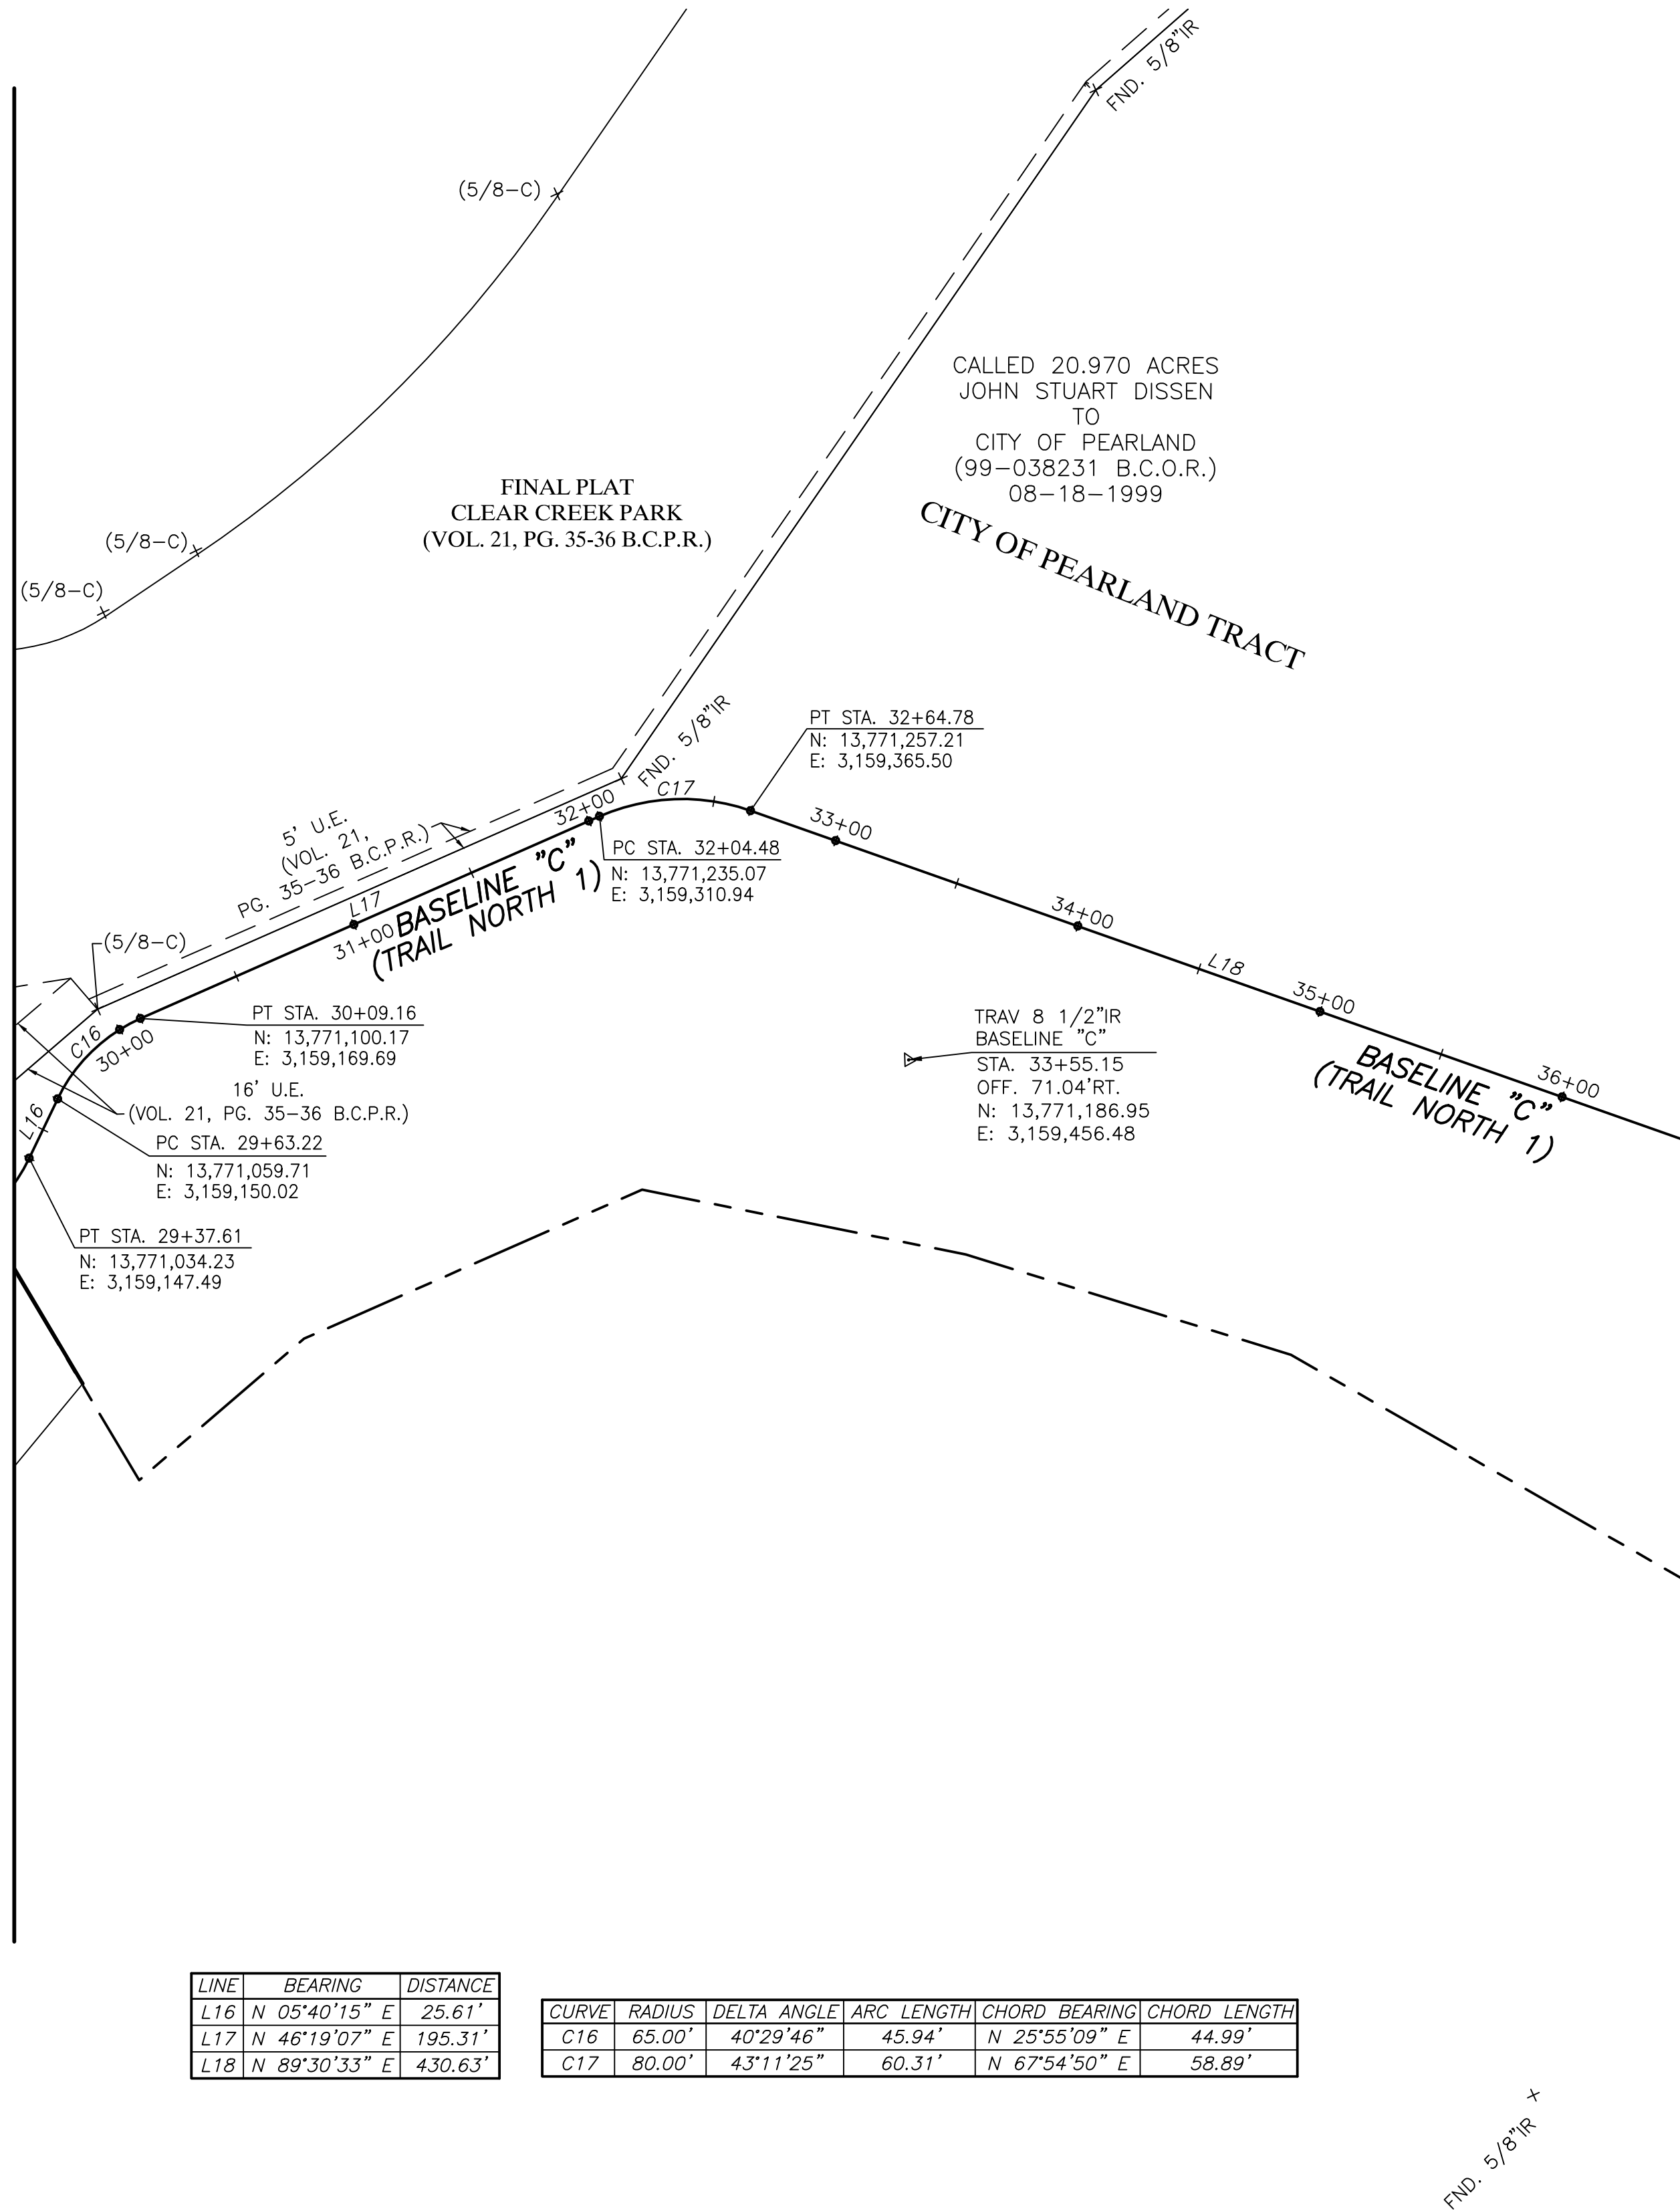 FND. 5/8"IR
(5/8-C)
CALLED 20.970 ACRES
JOHN STUART DISSEN
TO
CITY OF PEARLAND
(99-038231 B.C.O.R.)
08-18-1999
FINAL PLAT
CLEAR CREEK PARK
(VOL. 21, PG. 35-36 B.C.P.R.)
CITY OF PEARLAND TRACT
(5/8-C)
(5/8-C)
FND. 5/8"IR
PT STA. 32+64.78
N: 13,771,257.21
E: 3,159,365.50
C17
32+00
33+00
5' U.E.
(VOL. 21,
PG. 35-36 B.C.P.R.)
PC STA. 32+04.48
N: 13,771,235.07
E: 3,159,310.94
L17
31+00
BASELINE "C"
(TRAIL NORTH 1)
34+00
(5/8-C)
L18
35+00
PT STA. 30+09.16
N: 13,771,100.17
E: 3,159,169.69
C16
30+00
TRAV 8 1/2"IR
BASELINE "C"
STA. 33+55.15
OFF. 71.04'RT.
N: 13,771,186.95
E: 3,159,456.48
BASELINE "C"
(TRAIL NORTH 1)
36+00
16' U.E.
(VOL. 21, PG. 35-36 B.C.P.R.)
L16
PC STA. 29+63.22
N: 13,771,059.71
E: 3,159,150.02
PT STA. 29+37.61
N: 13,771,034.23
E: 3,159,147.49
LINE BEARING DISTANCE
L16 N 05°40'15" E 25.61'
L17 N 46°19'07" E 195.31'
L18 N 89°30'33" E 430.63'
CURVE RADIUS DELTA ANGLE ARC LENGTH CHORD BEARING CHORD LENGTH
C16 65.00' 40°29'46" 45.94' N 25°55'09" E 44.99'
C17 80.00' 43°11'25" 60.31' N 67°54'50" E 58.89'
FND. 5/8"IR